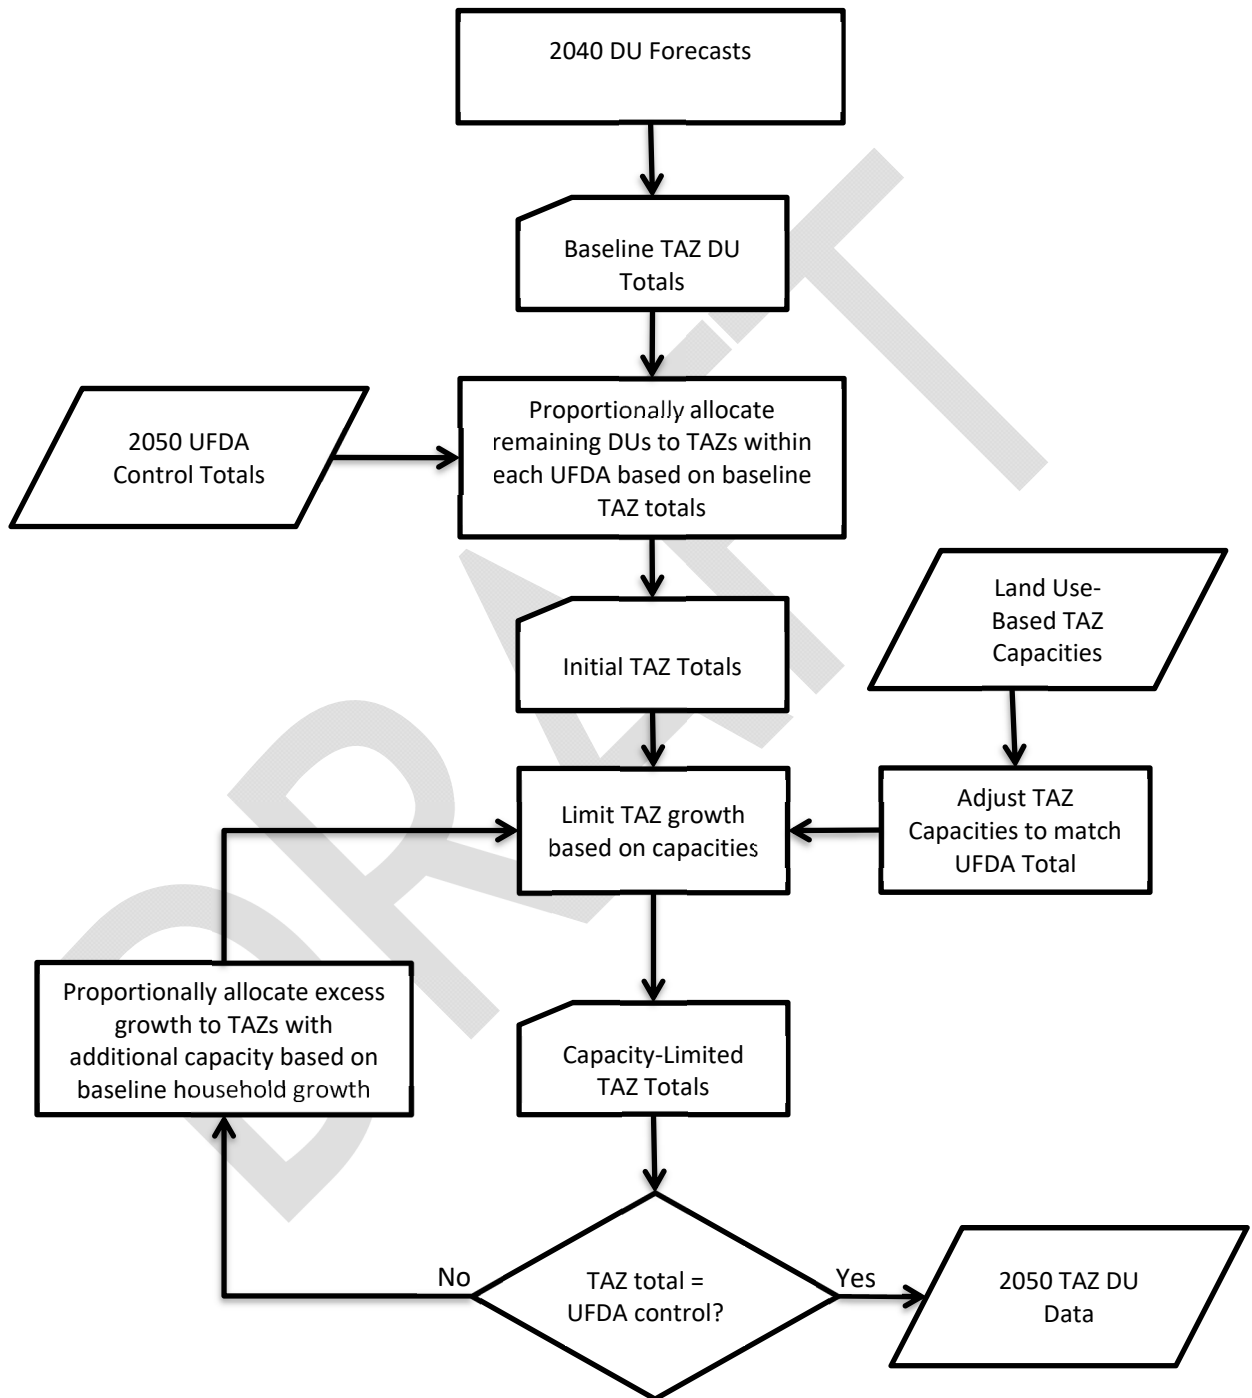 2040 DU Forecasts
Baseline TAZ DU
Totals
2050 UFDA
Control Totals
Proportionally allocate
remaining DUs to TAZs within
each UFDA based on baseline
TAZ totals
Initial TAZ Totals
Land Use-
Based TAZ
Capacities
Limit TAZ growth
based on capacities
Adjust TAZ
Capacities to match
UFDA Total
Proportionally allocate excess
growth to TAZs with
additional capacity based on
baseline household growth
Capacity-Limited
TAZ Totals
No
TAZ total =
UFDA control?
Yes
2050 TAZ DU
Data
DRAFT